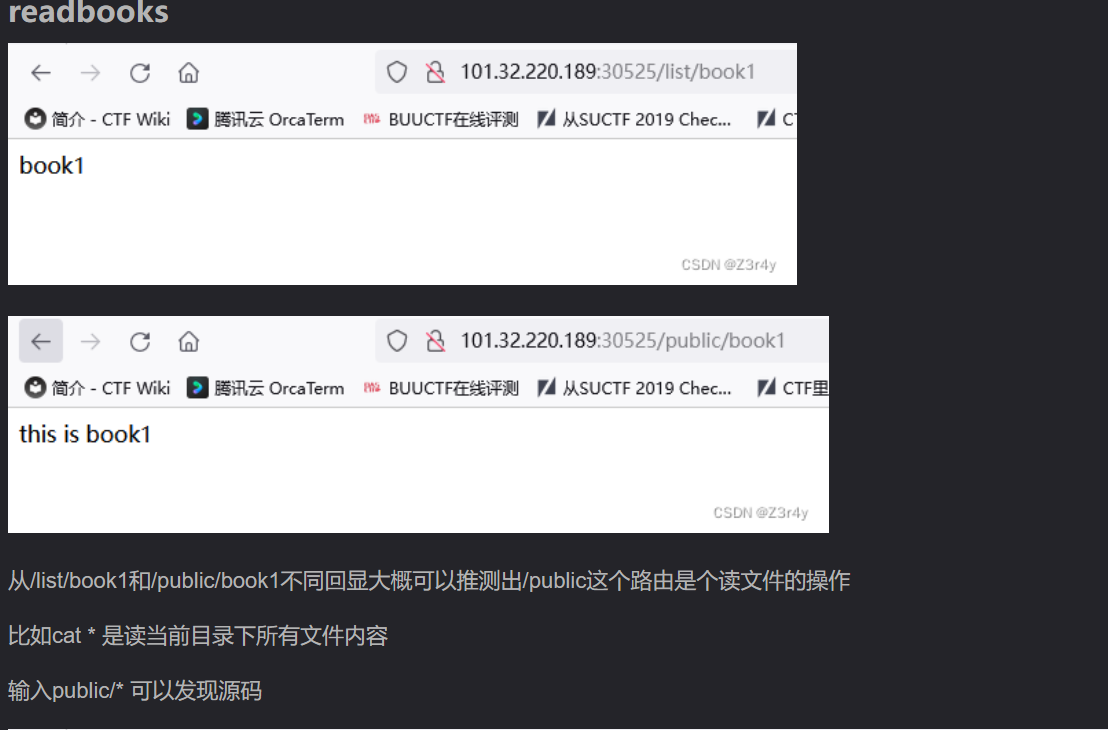 readbooks
101.32.220.189:30525/list/book1
简介 - CTF Wiki 腾讯云 OrcaTerm BUUCTF在线评测 从SUCTF 2019 Chec... CT
book1
CSDN @Z3r4y
101.32.220.189:30525/public/book1
简介 - CTF Wiki 腾讯云 OrcaTerm BUUCTF在线评测 从SUCTF 2019 Chec... CTF里
this is book1
CSDN @Z3r4y
从/list/book1和/public/book1不同回显大概可以推测出/public这个路由是个读文件的操作
比如cat * 是读当前目录下所有文件内容
输入public/* 可以发现源码